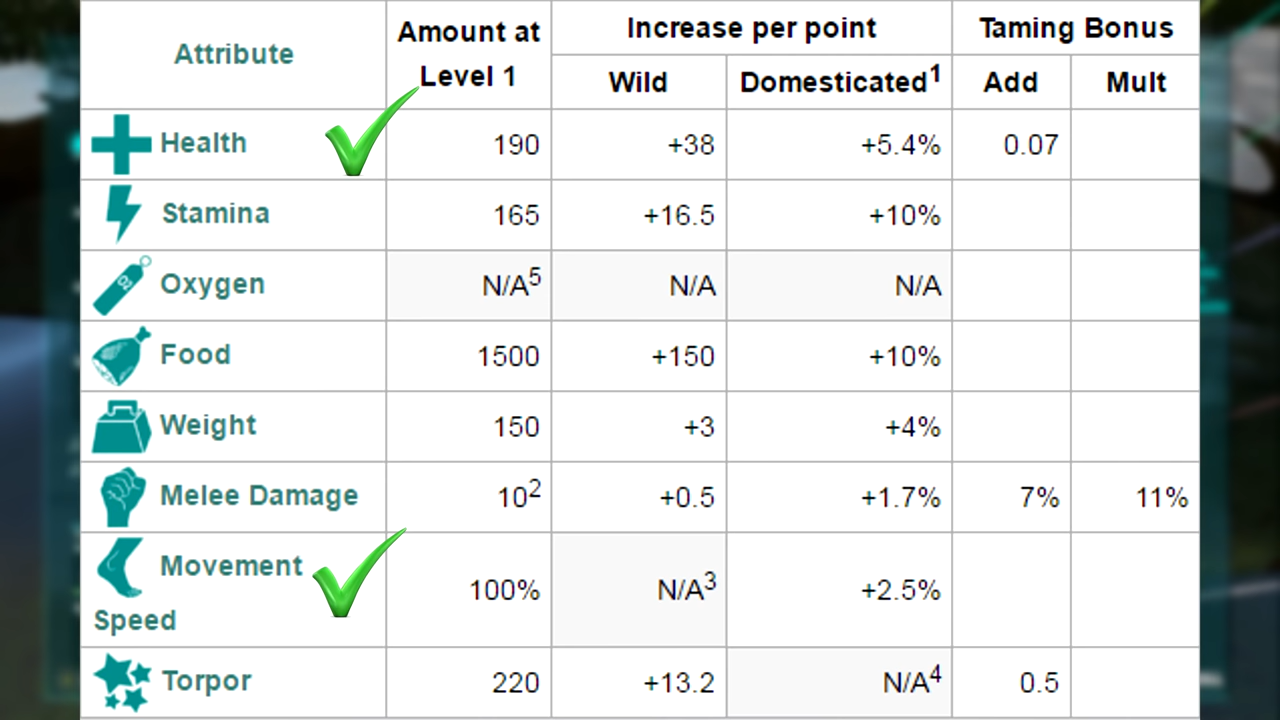 Attribute Amount at Level 1 Increase per point Taming Bonus
Wild Domesticated1 Add Mult
Health 190 +38 +5.4% 0.07
Stamina 165 +16.5 +10%
O2
Oxygen N/A5 N/A N/A
Food 1500 +150 +10%
Weight 150 +3 +4%
Melee Damage 102 +0.5 +1.7% 7% 11%
Movement Speed 100% N/A3 +2.5%
Torpor 220 +13.2 N/A4 0.5